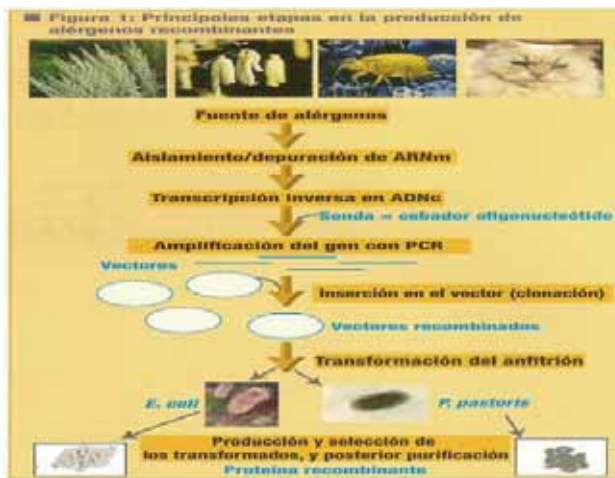 Figura 1: Principales etapas en la producción de
alérgenos recombinantes
Fuente de alérgenos
Aislamiento/depuración de ARNm
Transcripción inversa en ADNc
Sonda = cebador oligonucleótido
Amplificación del gen con PCR
Vectores
Inserción en el vector (clonación)
Vectores recombinados
Transformación del anfitrión
E. coli
P. pastoris
Producción y selección de
los transformados, y posterior purificación
Proteína recombinante